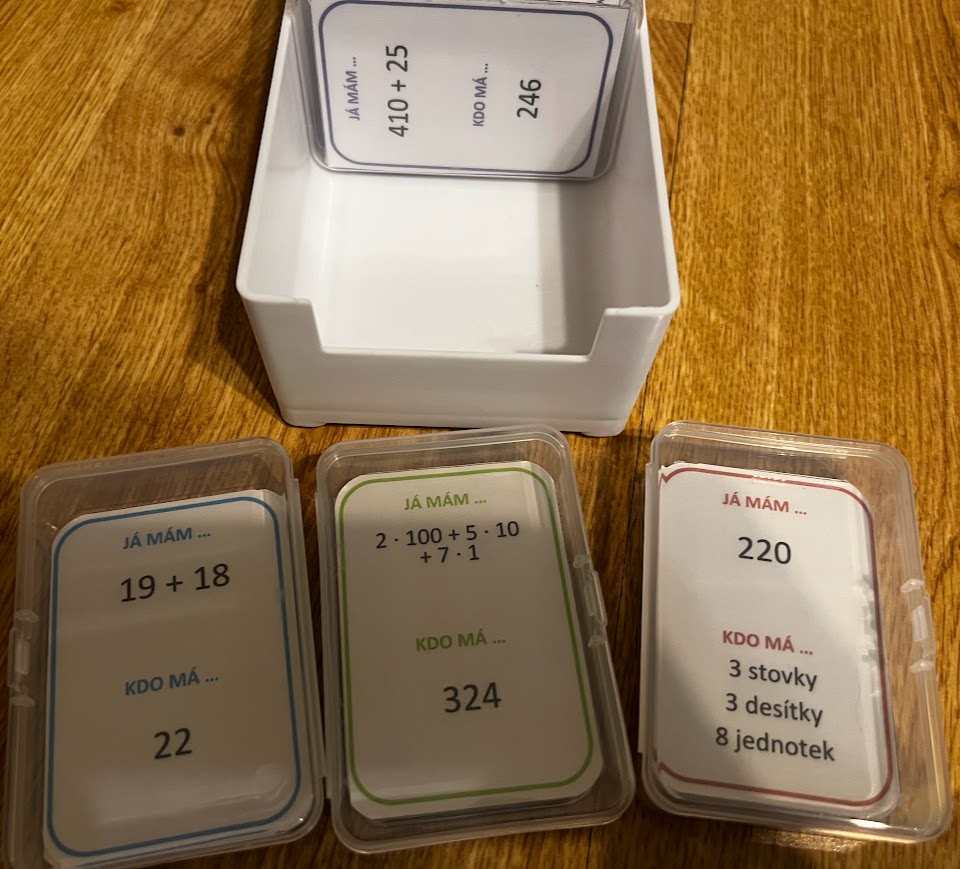 JÁ MÁM ...
410 + 25
KDO MÁ ...
246
JÁ MÁM ...
19 + 18
KDO MÁ ...
22
JÁ MÁM ...
2 · 100 + 5 · 10
+ 7 · 1
KDO MÁ ...
324
JÁ MÁM ...
220
KDO MÁ ...
3 stovky
3 desítky
8 jednotek